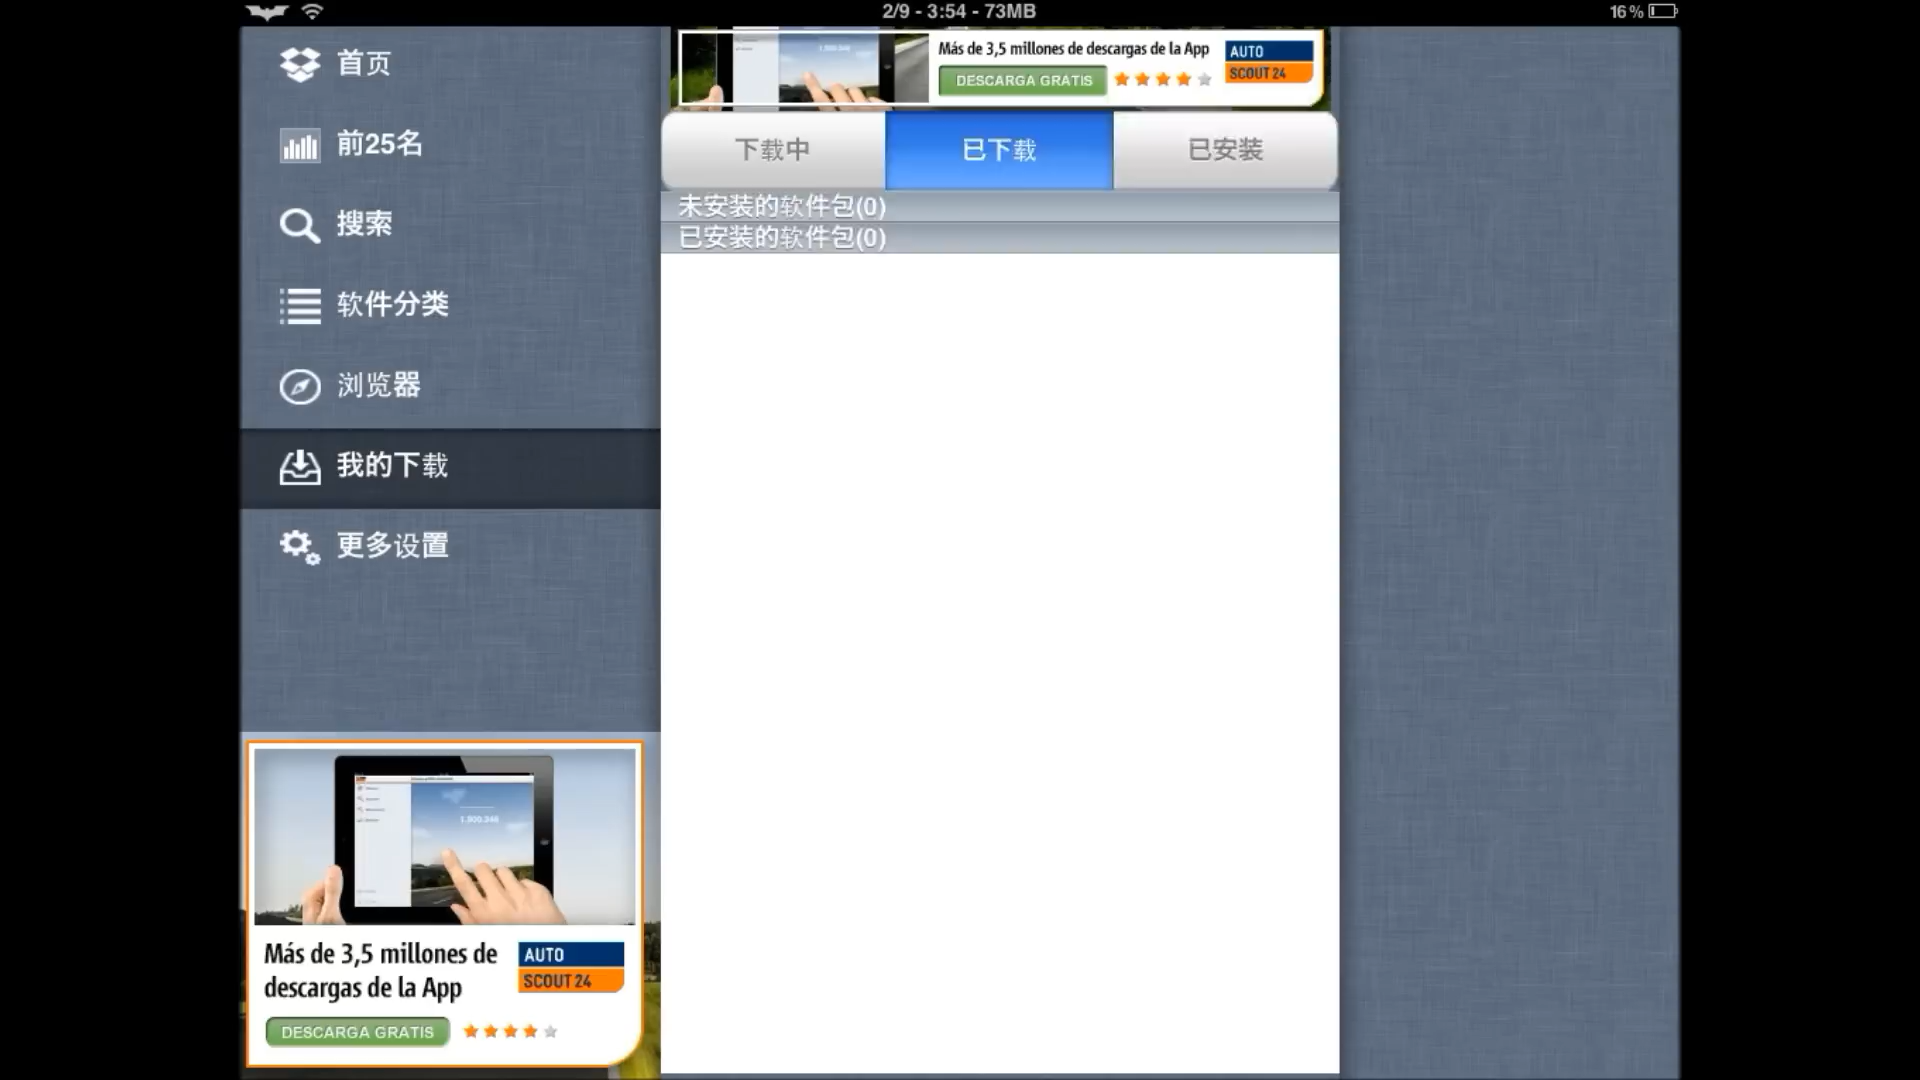 2/9 - 3:54 - 73MB
16%
首页
前25名
搜索
软件分类
浏览器
我的下载
更多设置
Más de 3,5 millones de descargas de la App
DESCARGA GRATIS
AUTO
SCOUT 24
下载中
已下载
已安装
未安装的软件包(0)
已安装的软件包(0)
Más de 3,5 millones de
descargas de la App
AUTO
SCOUT 24
DESCARGA GRATIS